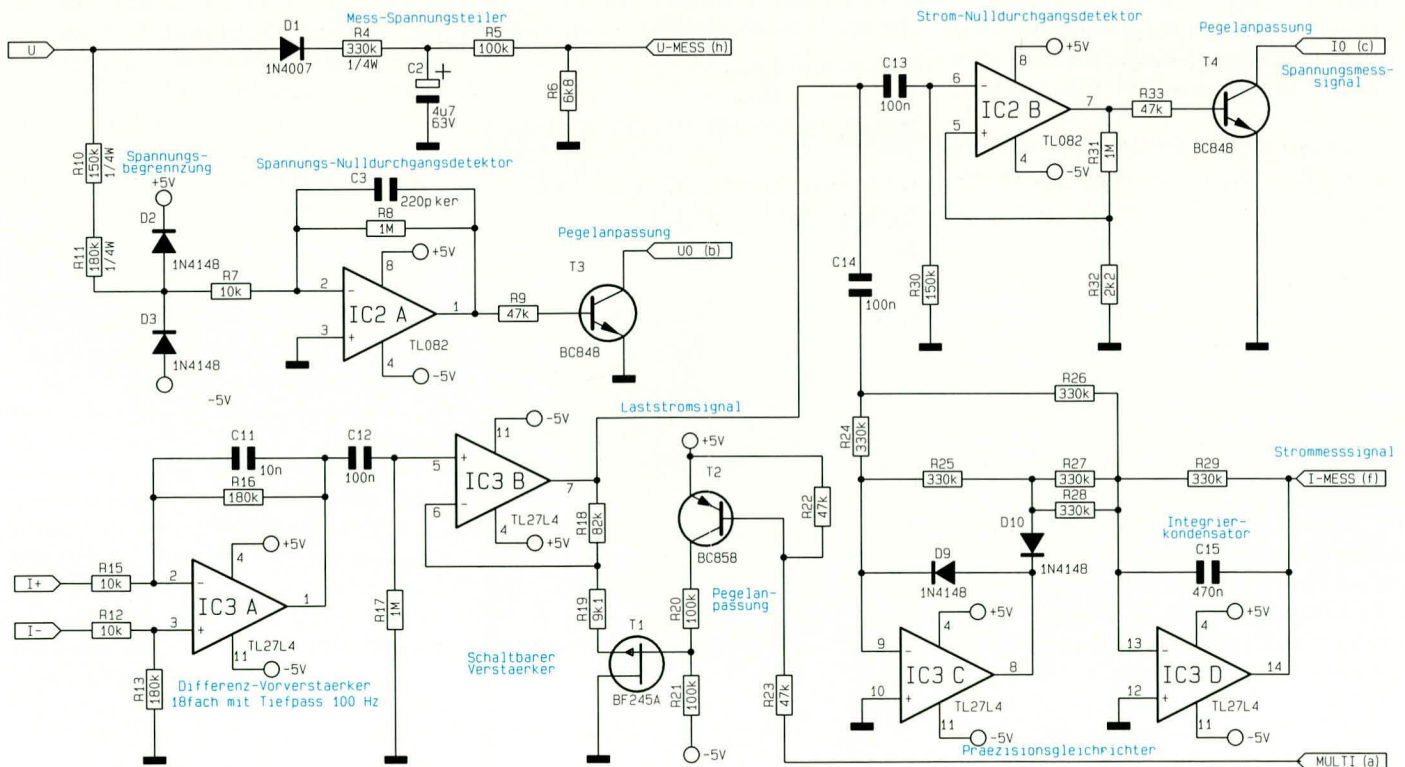 Mess-Spannungsteiler
U
D1
1N4007
R4
330k
1/4W
C2
+
4u7
63V
R5
100k
R6
6k8
U-MESS (h)
R10
150k
1/4W
R11
180k
1/4W
Spannungs-
begrennzung
+5V
D2
1N4148
D3
1N4148
-5V
R7
10k
Spannungs-Nulldurchgangsdetektor
C3
220p ker
R8
1M
8
+5V
2
-
3
+
IC2 A
1
TL082
4
-5V
R9
47k
Pegelanpassung
U0 (b)
T3
BC848
Strom-Nulldurchgangsdetektor
C13
100n
6
-
5
+
IC2 B
8
+5V
7
TL082
4
-5V
R31
1M
R32
2k2
R30
150k
R33
47k
Pegelanpassung
T4
BC848
I0 (c)
Spannungsmess-
signal
C14
100n
I+
I-
R15
10k
R12
10k
R13
180k
C11
10n
R16
180k
2
-
3
+
IC3 A
4
+5V
1
TL27L4
11
-5V
Differenz-Vorverstaerker
18fach mit Tiefpass 100 Hz
C12
100n
R17
1M
5
+
6
-
IC3 B
11
-5V
7
TL27L4
4
+5V
Laststromsignal
R18
82k
R19
9k1
Schaltbarer
Verstaerker
T1
BF245A
+5V
T2
BC858
R22
47k
R20
100k
R21
100k
-5V
Pegelan-
passung
R23
47k
R24
330k
R26
330k
R25
330k
R27
330k
R28
330k
R29
330k
D10
1N4148
D9
1N4148
9
-
10
+
IC3 C
4
+5V
8
TL27L4
11
-5V
Praezisionsgleichrichter
Strommesssignal
I-MESS (f)
Integrier-
kondensator
C15
470n
13
-
12
+
IC3 D
4
+5V
14
TL27L4
11
-5V
MULTI (a)